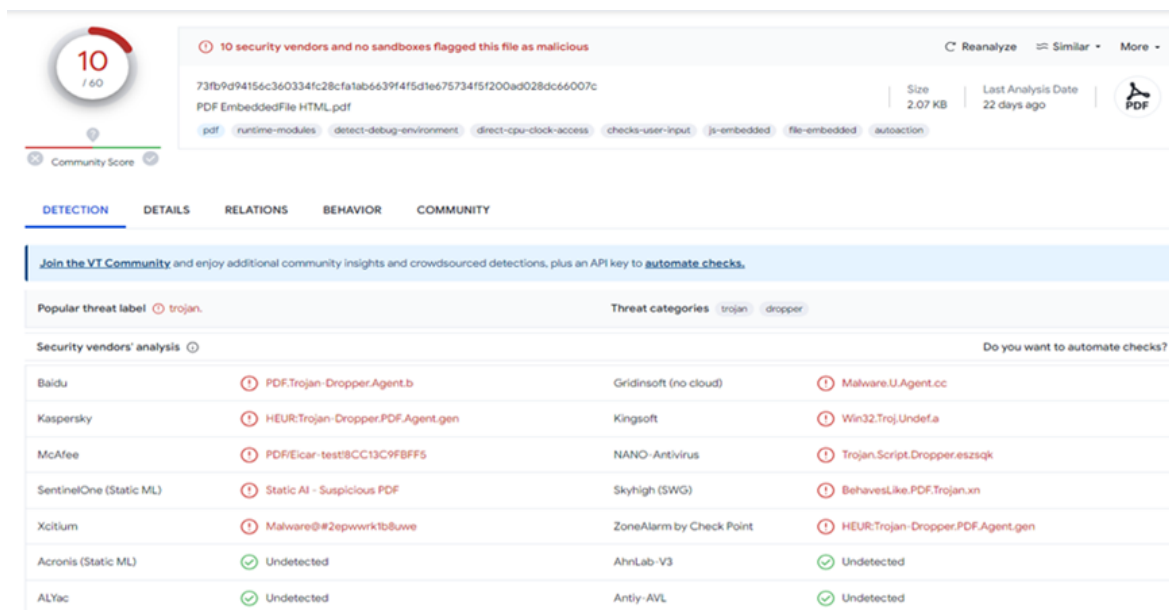 10
/ 60
Community Score
10 security vendors and no sandboxes flagged this file as malicious
Reanalyze Similar More
73fb9d94156c360334fc28cfa1ab6639f4f5d1e675734f5f200ad028dc66007c
PDF EmbeddedFile HTML.pdf
pdf runtime-modules detect-debug-environment direct-cpu-clock-access checks-user-input js-embedded file-embedded autoaction
Size
2.07 KB
Last Analysis Date
22 days ago
PDF
DETECTION DETAILS RELATIONS BEHAVIOR COMMUNITY
Join the VT Community and enjoy additional community insights and crowdsourced detections, plus an API key to automate checks.
Popular threat label trojan. Threat categories trojan dropper
Security vendors' analysis Do you want to automate checks?
Baidu PDF.Trojan-Dropper.Agent.b Gridinsoft (no cloud) Malware.U.Agent.cc
Kaspersky HEUR:Trojan-Dropper.PDF.Agent.gen Kingsoft Win32.Troj.Undef.a
McAfee PDF/Eicar-test!8CC13C9FBFF5 NANO-Antivirus Trojan.Script.Dropper.eszsqk
SentinelOne (Static ML) Static AI - Suspicious PDF Skyhigh (SWG) BehavesLike.PDF.Trojan.xn
Xcitium Malware@#2epwwrk1b8uwe ZoneAlarm by Check Point HEUR:Trojan-Dropper.PDF.Agent.gen
Acronis (Static ML) Undetected AhnLab-V3 Undetected
ALYac Undetected Antiy-AVL Undetected